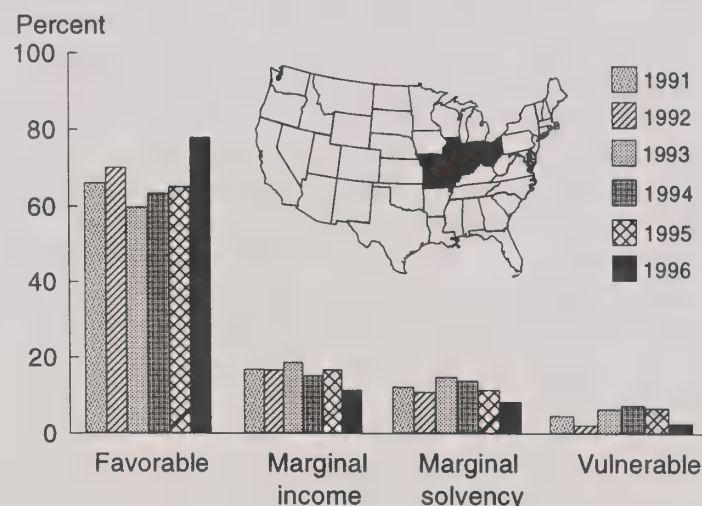 Percent
100
80
60
40
20
0
1991
1992
1993
1994
1995
1996
Favorable
Marginal
income
Marginal
solvency
Vulnerable